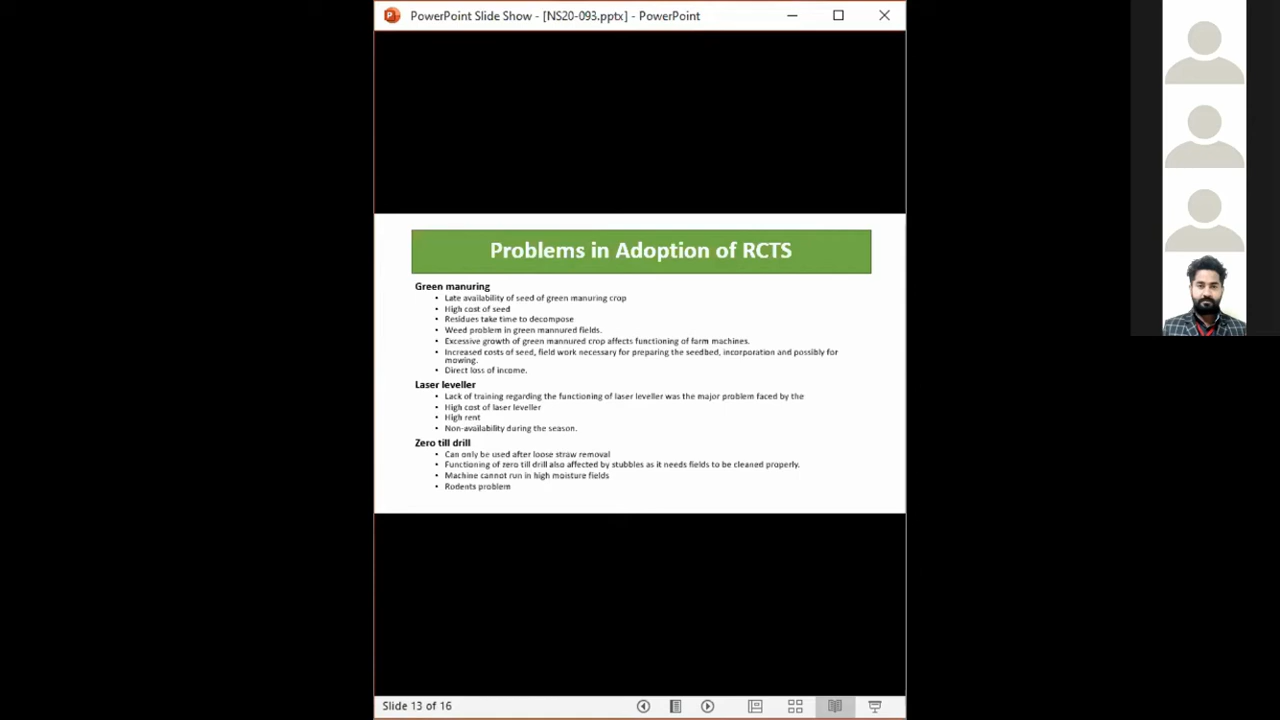 PowerPoint Slide Show - [NS20-093.pptx] - PowerPoint
Problems in Adoption of RCTS
Green manuring
• Late availability of seed of green manuring crop
• High cost of seed
• Residues take time to decompose
• Weed problem in green mannured fields.
• Excessive growth of green mannured crop affects functioning of farm machines.
• Increased costs of seed, field work necessary for preparing the seedbed, incorporation and possibly for
mowing.
• Direct loss of income.
Laser leveller
• Lack of training regarding the functioning of laser leveller was the major problem faced by the
• High cost of laser leveller
• High rent
• Non-availability during the season.
Zero till drill
• Can only be used after loose straw removal
• Functioning of zero till drill also affected by stubbles as it needs fields to be cleaned properly.
• Machine cannot run in high moisture fields
• Rodents problem
Slide 13 of 16